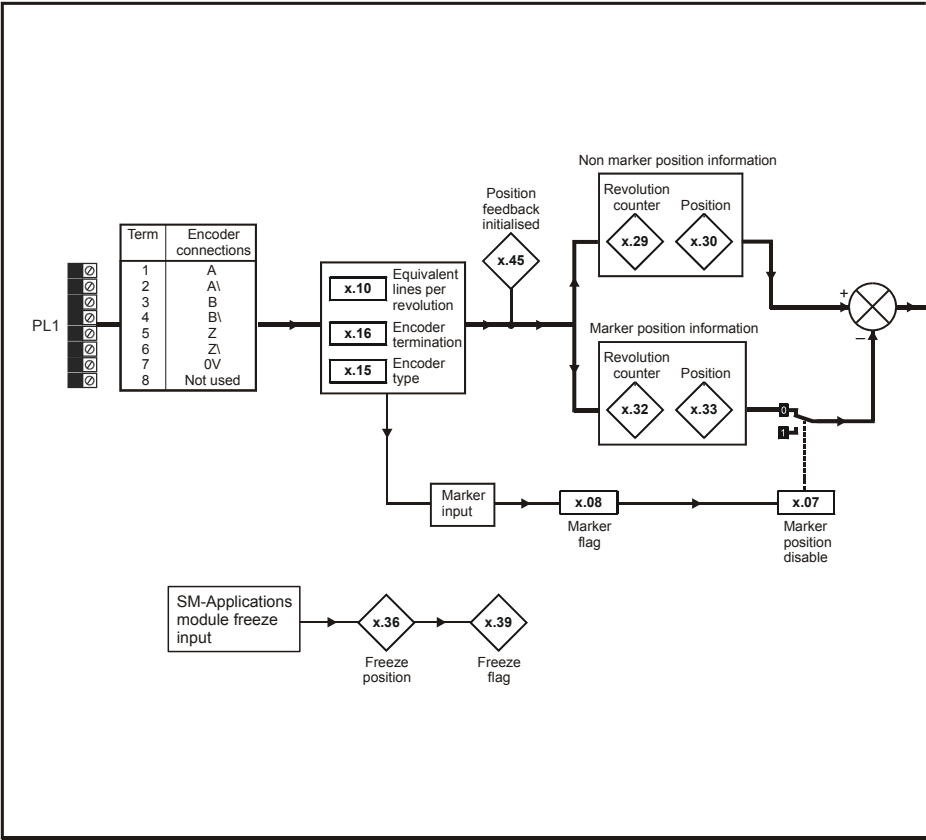 Non marker position information
Position
feedback
initialised
Revolution
counter
Position
x.29
x.30
x.45
Term
Encoder
connections
1 A
2 A\
3 B
4 B\
5 Z
6 Z\
7 0V
8 Not used
PL1
x.10
Equivalent
lines per
revolution
x.16
Encoder
termination
x.15
Encoder
type
+
−
Marker position information
Revolution
counter
Position
x.32
x.33
0
1
Marker
input
x.08
Marker
flag
x.07
Marker
position
disable
SM-Applications
module freeze
input
x.36
Freeze
position
x.39
Freeze
flag